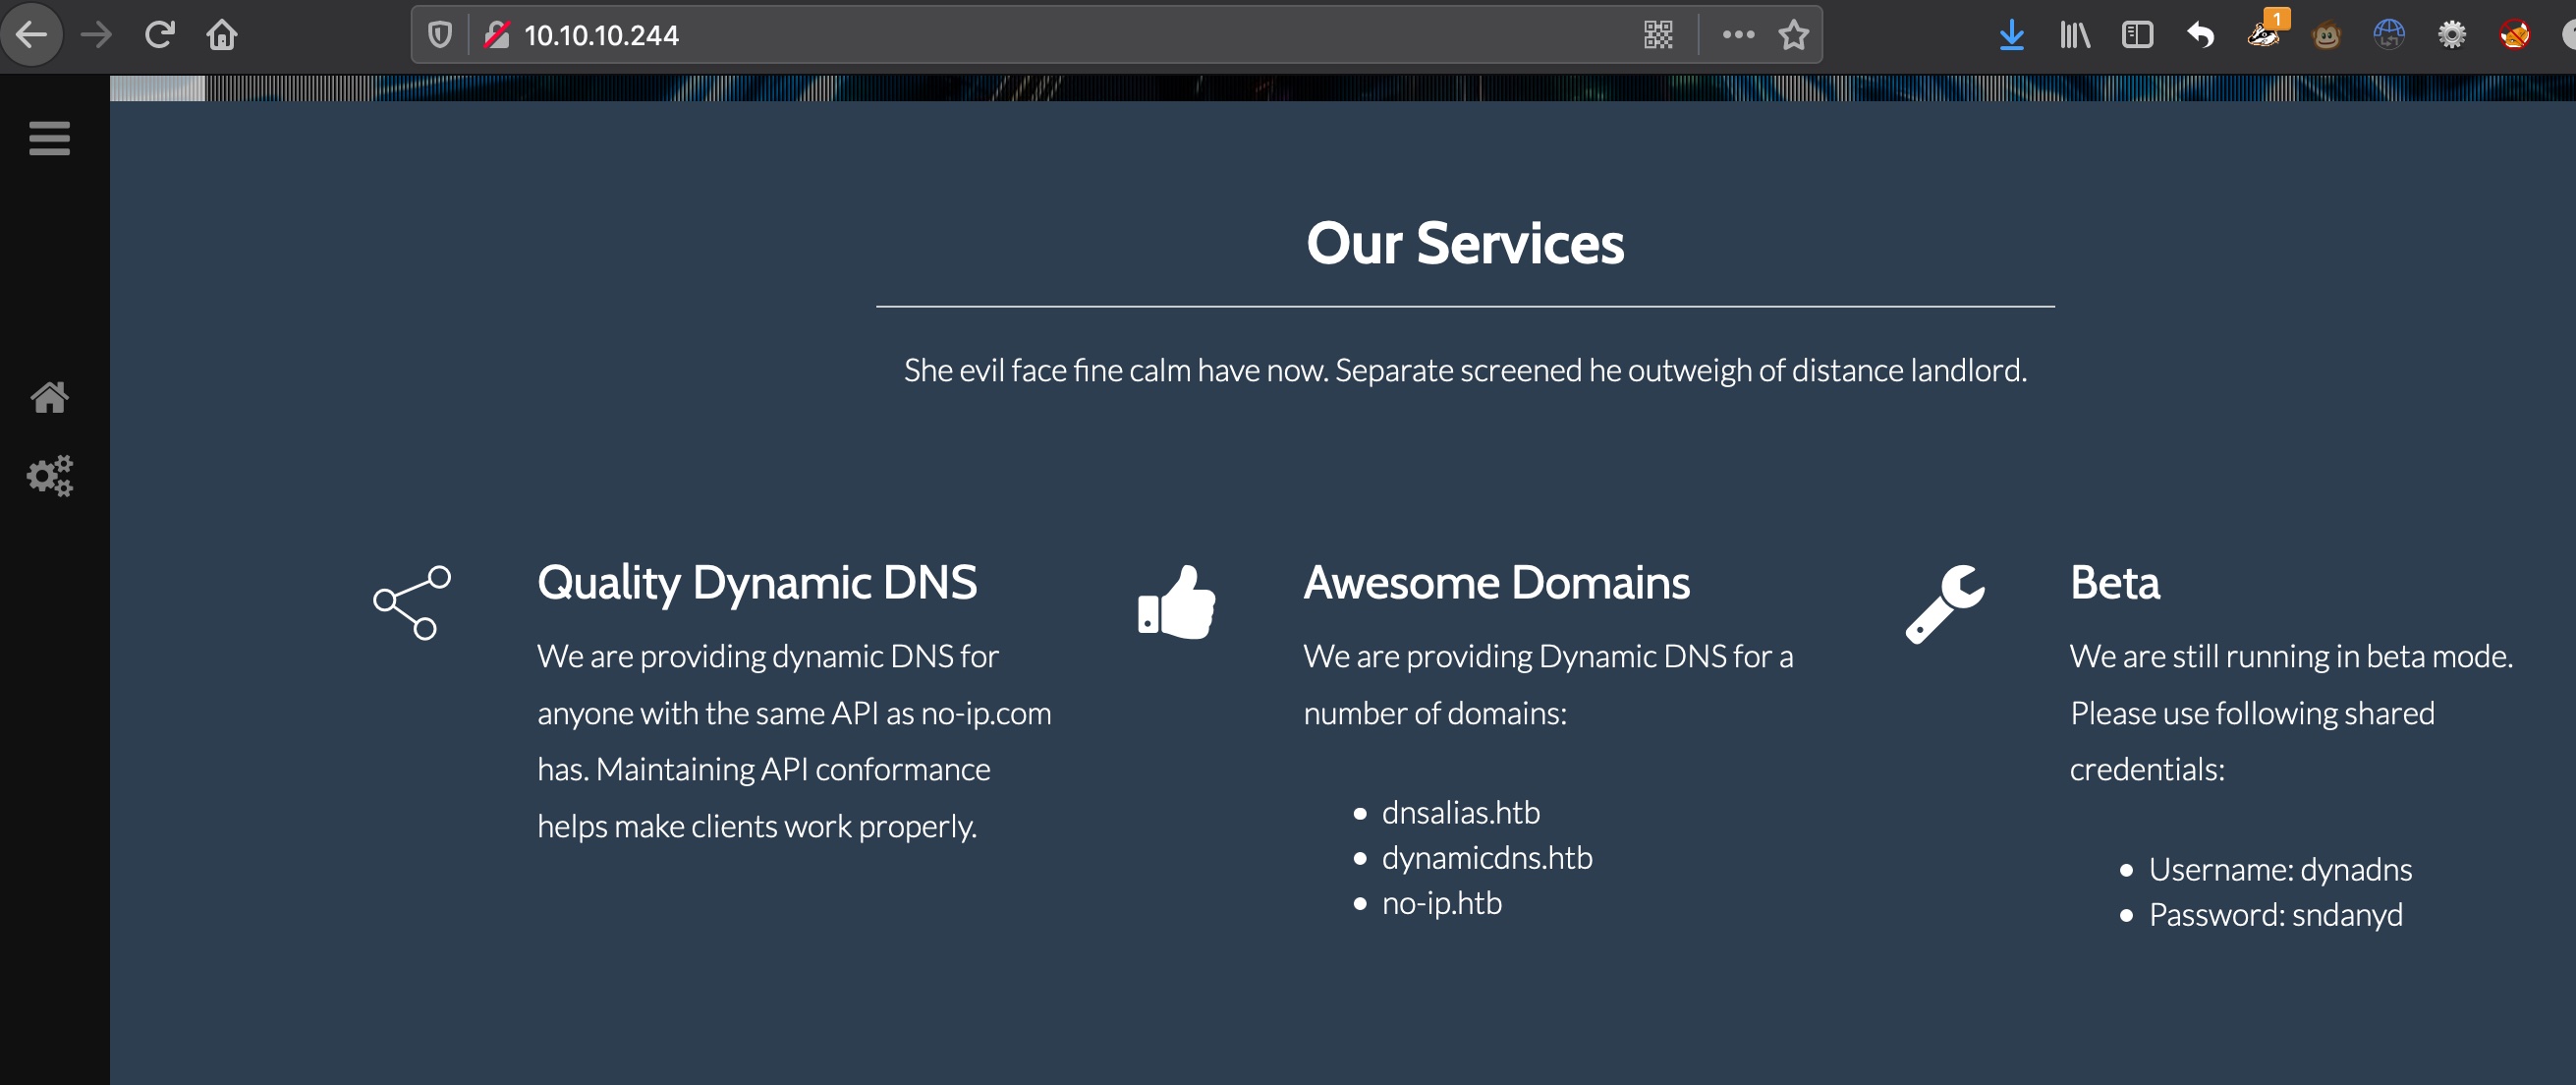 10.10.10.244
1
Our Services
She evil face fine calm have now. Separate screened he outweigh of distance landlord.
Quality Dynamic DNS
We are providing dynamic DNS for
anyone with the same API as no-ip.com
has. Maintaining API conformance
helps make clients work properly.
Awesome Domains
We are providing Dynamic DNS for a
number of domains:
• dnsalias.htb
• dynamicdns.htb
• no-ip.htb
Beta
We are still running in beta mode.
Please use following shared
credentials:
• Username: dynadns
• Password: sndanyd